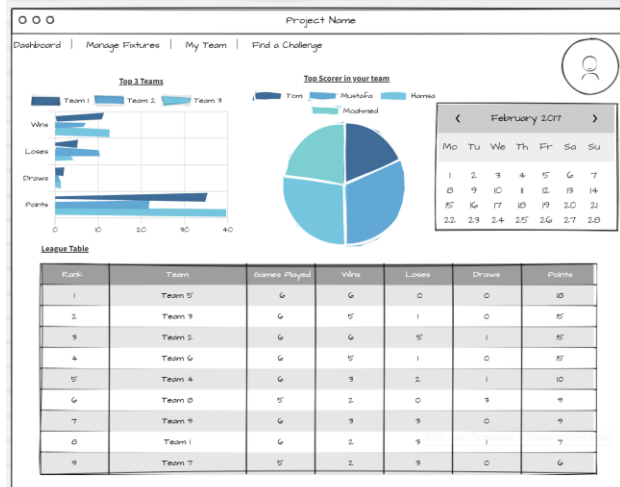 Project Name
Dashboard | Manage Fixtures | My Team | Find a Challenge
Top 3 Teams
Team 1 Team 2 Team 3
Wins
Loses
Draws
Points
0 10 20 30 40
Top Scorer in your team
Tom Mustafa Hamsa
Moahmed
< February 2017 >
Mo Tu We Th Fr Sa Su
1 2 3 4 5 6 7
8 9 10 11 12 13 14
15 16 17 18 19 20 21
22 23 24 25 26 27 28
League Table
Rank Team Games Played Wins Loses Draws Points
1 Team 5 6 6 0 0 18
2 Team 3 6 5 1 0 15
3 Team 2 6 6 5 1 15
4 Team 6 6 5 1 0 15
5 Team 4 6 3 2 1 10
6 Team 8 5 2 0 3 9
7 Team 9 6 3 3 0 9
8 Team 1 6 2 3 1
9 Team 7 5 2 3 0 6